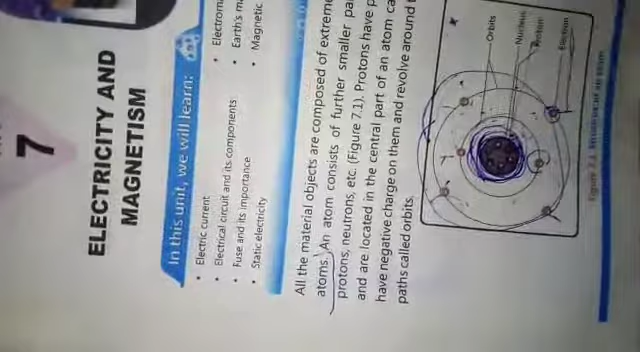 7
ELECTRICITY AND
MAGNETISM
In this unit, we will learn:
• Electric current
• Electrical circuit and its components
• Fuse and its importance
• Static electricity
• Earth's
• Magnetic
All the material objects are composed of
atoms. An atom consists of further smaller
protons, neutrons, etc. (Figure 7.1). Protons have
and are located in the central part of an atom
have negative charge on them and revolve around
paths called orbits.
Orbits
Nucleus
Proton
Electron
Figure 7.1